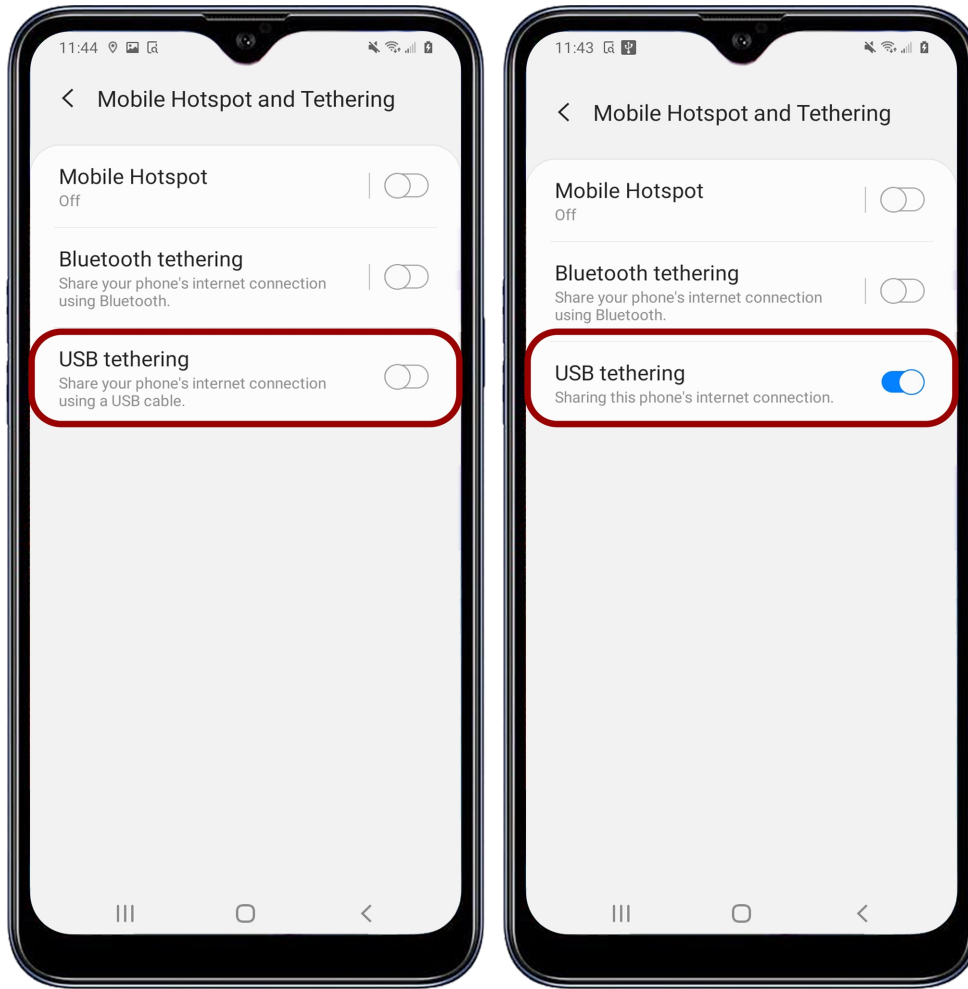 11:44
Mobile Hotspot and Tethering
Mobile Hotspot
Off
Bluetooth tethering
Share your phone's internet connection
using Bluetooth.
USB tethering
Share your phone's internet connection
using a USB cable.
11:43
Mobile Hotspot and Tethering
Mobile Hotspot
Off
Bluetooth tethering
Share your phone's internet connection
using Bluetooth.
USB tethering
Sharing this phone's internet connection.